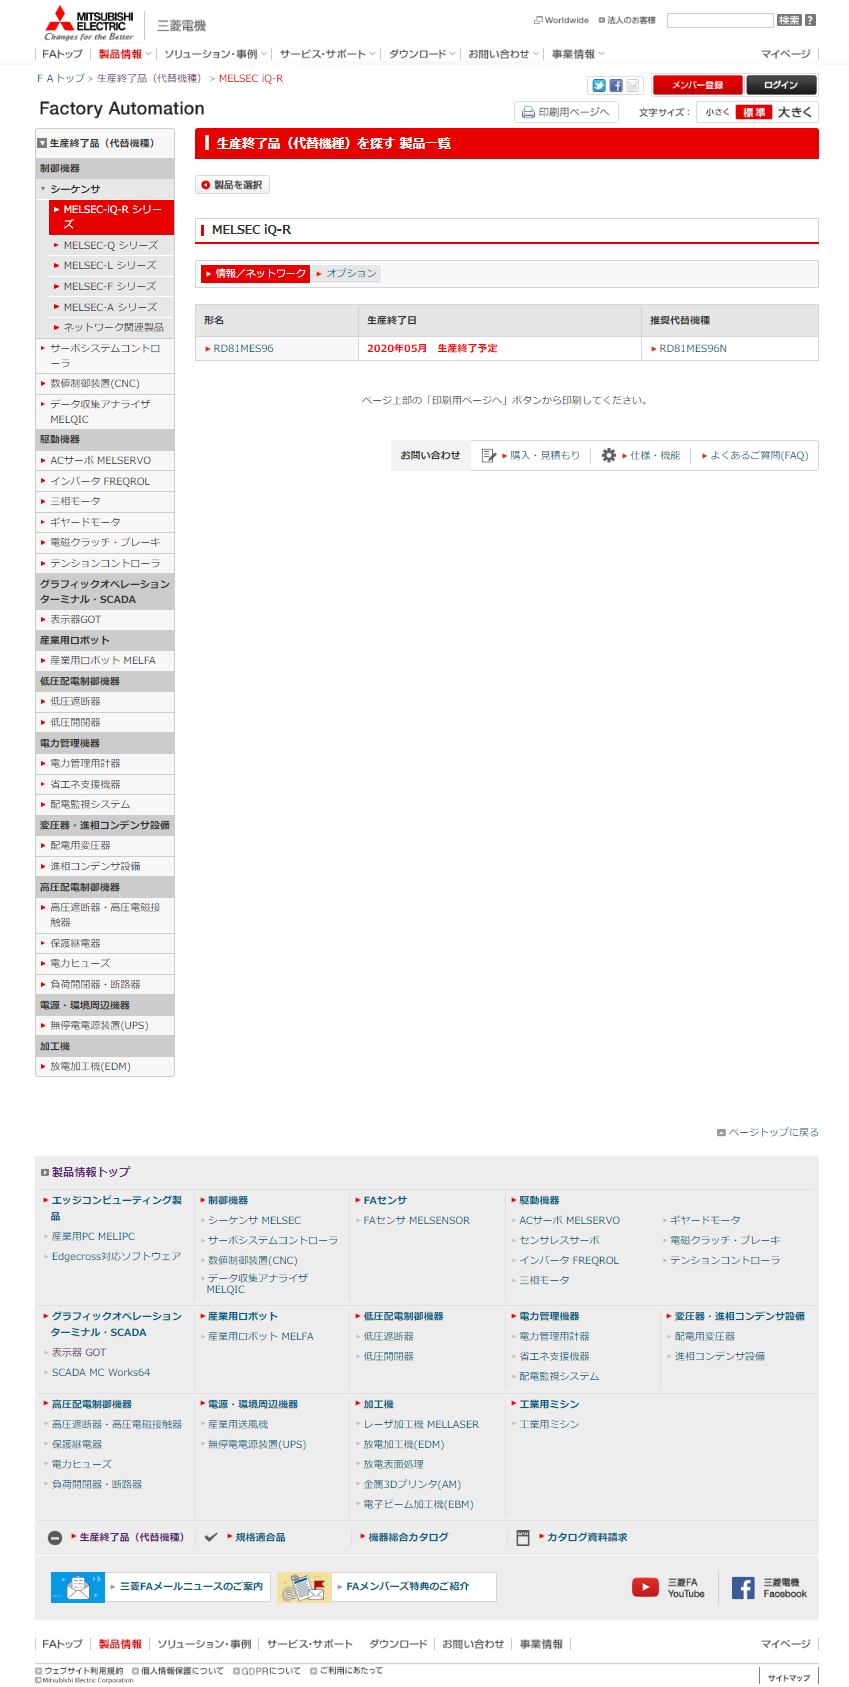 MITSUBISHI ELECTRIC
Changes for the Better
三菱電機
Worldwide 法人のお客様 検索 ?
FAトップ 製品情報 ソリューション・事例 サービス・サポート ダウンロード お問い合わせ 事業情報 マイページ
ＦＡトップ > 生産終了品（代替機種） > MELSEC iQ-R
メンバー登録 ログイン
Factory Automation
印刷用ページへ 文字サイズ： 小さく 標準 大きく
生産終了品（代替機種）
制御機器
シーケンサ
MELSEC-iQ-R シリー
ズ
MELSEC-Q シリーズ
MELSEC-L シリーズ
MELSEC-F シリーズ
MELSEC-A シリーズ
ネットワーク関連製品
サーボシステムコントロ
ーラ
数値制御装置(CNC)
データ収集アナライザ
MELQIC
駆動機器
ACサーボ MELSERVO
インバータ FREQROL
三相モータ
ギヤードモータ
電磁クラッチ・ブレーキ
テンションコントローラ
グラフィックオペレーション
ターミナル・SCADA
表示器GOT
産業用ロボット
産業用ロボット MELFA
低圧配電制御機器
低圧遮断器
低圧開閉器
電力管理機器
電力管理用計器
省エネ支援機器
配電監視システム
変圧器・進相コンデンサ設備
配電用変圧器
進相コンデンサ設備
高圧配電制御機器
高圧遮断器・高圧電磁接
触器
保護継電器
電力ヒューズ
負荷開閉器・断路器
電源・環境周辺機器
無停電電源装置(UPS)
加工機
放電加工機(EDM)
生産終了品（代替機種）を探す 製品一覧
製品を選択
MELSEC iQ-R
情報／ネットワーク オプション
形名 生産終了日 推奨代替機種
RD81MES96 2020年05月　生産終了予定 RD81MES96N
ページ上部の「印刷用ページへ」ボタンから印刷してください。
お問い合わせ 購入・見積もり 仕様・機能 よくあるご質問(FAQ)
ページトップに戻る
製品情報トップ
エッジコンピューティング製
品
産業用PC MELIPC
Edgecross対応ソフトウェア
制御機器
シーケンサ MELSEC
サーボシステムコントローラ
数値制御装置(CNC)
データ収集アナライザ
MELQIC
FAセンサ
FAセンサ MELSENSOR
駆動機器
ACサーボ MELSERVO
センサレスサーボ
インバータ FREQROL
三相モータ
ギヤードモータ
電磁クラッチ・ブレーキ
テンションコントローラ
グラフィックオペレーション
ターミナル・SCADA
表示器 GOT
SCADA MC Works64
産業用ロボット
産業用ロボット MELFA
低圧配電制御機器
低圧遮断器
低圧開閉器
電力管理機器
電力管理用計器
省エネ支援機器
配電監視システム
変圧器・進相コンデンサ設備
配電用変圧器
進相コンデンサ設備
高圧配電制御機器
高圧遮断器・高圧電磁接触器
保護継電器
電力ヒューズ
負荷開閉器・断路器
電源・環境周辺機器
産業用送風機
無停電電源装置(UPS)
加工機
レーザ加工機 MELLASER
放電加工機(EDM)
放電表面処理
金属3Dプリンタ(AM)
電子ビーム加工機(EBM)
工業用ミシン
工業用ミシン
生産終了品（代替機種） 規格適合品 機器総合カタログ カタログ資料請求
三菱FAメールニュースのご案内 FAメンバーズ特典のご紹介
三菱FA
YouTube
三菱電機
Facebook
FAトップ 製品情報 ソリューション・事例 サービス・サポート ダウンロード お問い合わせ 事業情報 マイページ
ウェブサイト利用規約 個人情報保護について GDPRについて ご利用にあたって
© Mitsubishi Electric Corporation
サイトマップ